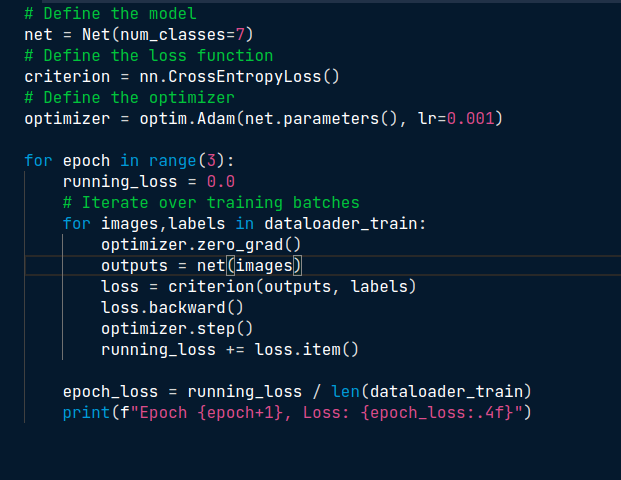 # Define the model
net = Net(num_classes=7)
# Define the loss function
criterion = nn.CrossEntropyLoss()
# Define the optimizer
optimizer = optim.Adam(net.parameters(), lr=0.001)

for epoch in range(3):
    running_loss = 0.0
    # Iterate over training batches
    for images,labels in dataloader_train:
        optimizer.zero_grad()
        outputs = net(images)
        loss = criterion(outputs, labels)
        loss.backward()
        optimizer.step()
        running_loss += loss.item()

    epoch_loss = running_loss / len(dataloader_train)
    print(f"Epoch {epoch+1}, Loss: {epoch_loss:.4f}")